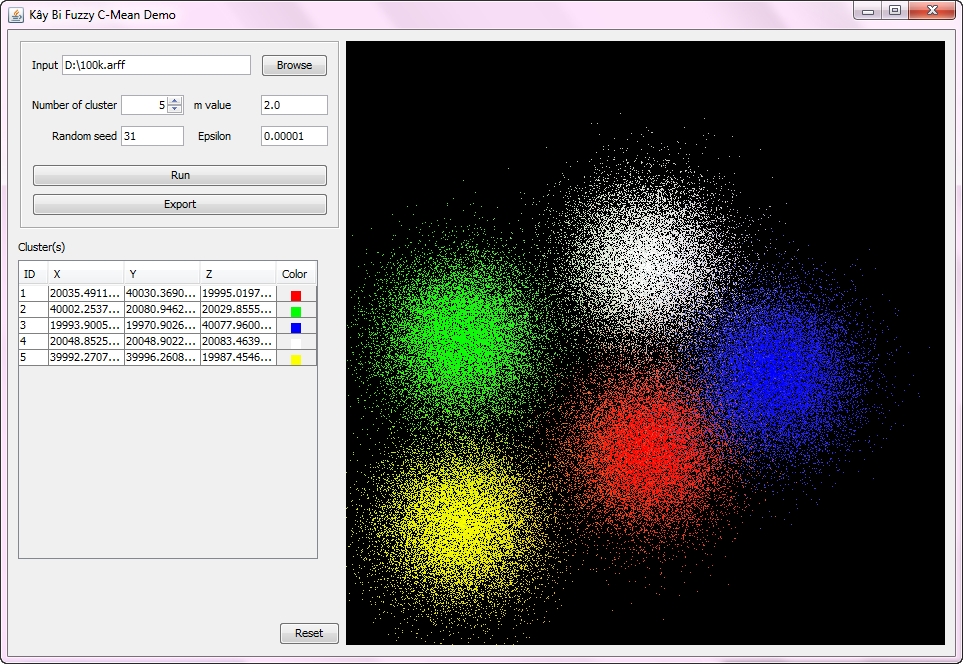 Kây Bi Fuzzy C-Mean Demo
Input D:\100k.arff Browse
Number of cluster 5 m value 2.0
Random seed 31 Epsilon 0.00001
Run
Export
Cluster(s)
ID X Y Z Color
1 20035.4911... 40030.3690... 19995.0197...
2 40002.2537... 20080.9462... 20029.8555...
3 19993.9005... 19970.9026... 40077.9600...
4 20048.8525... 20048.9022... 20083.4639...
5 39992.2707... 39996.2608... 19987.4546...
Reset